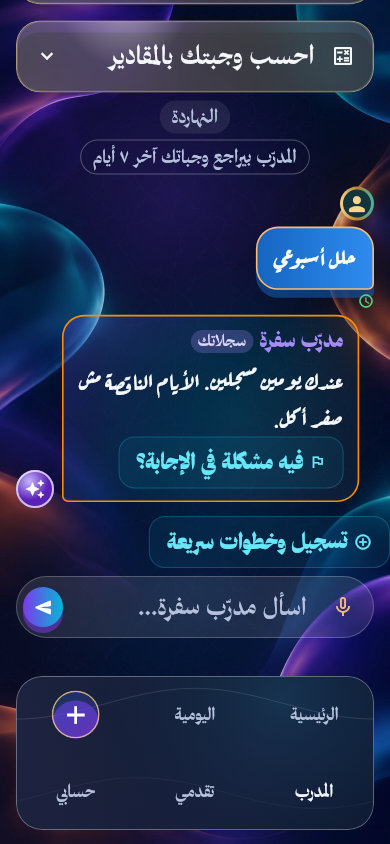 احسب وجبتك بالمقادير
النهاردة
المدرّب بيراجع وجباتك آخر ٧ أيام
حلل أسبوعي
مدرّب سفرة سجلاتك
عندك يومين مسجلين. الأيام الناقصة مش
صفر أكل.
فيه مشكلة في الإجابة؟
تسجيل وخطوات سريعة
اسأل مدرّب سفرة...
الرئيسية اليومية
المدرب تقدمي حسابي